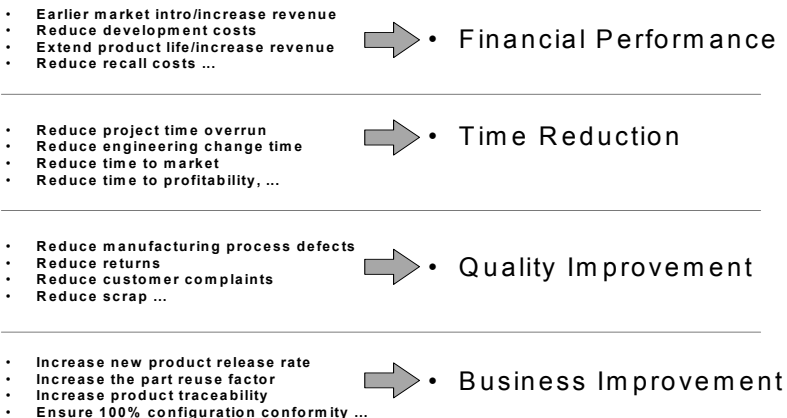 • Earlier market intro/increase revenue
• Reduce development costs
• Extend product life/increase revenue
• Reduce recall costs ...
• Financial Performance
• Reduce project time overrun
• Reduce engineering change time
• Reduce time to market
• Reduce time to profitability, ...
• Time Reduction
• Reduce manufacturing process defects
• Reduce returns
• Reduce customer complaints
• Reduce scrap ...
• Quality Improvement
• Increase new product release rate
• Increase the part reuse factor
• Increase product traceability
• Ensure 100% configuration conformity ...
• Business Improvement